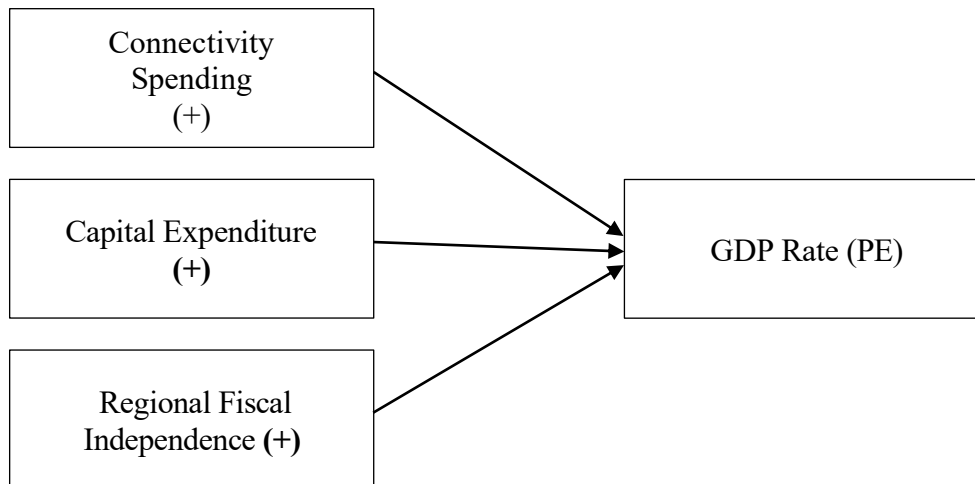 Connectivity
Spending
(+)
Capital Expenditure
(+)
Regional Fiscal
Independence (+)
GDP Rate (PE)